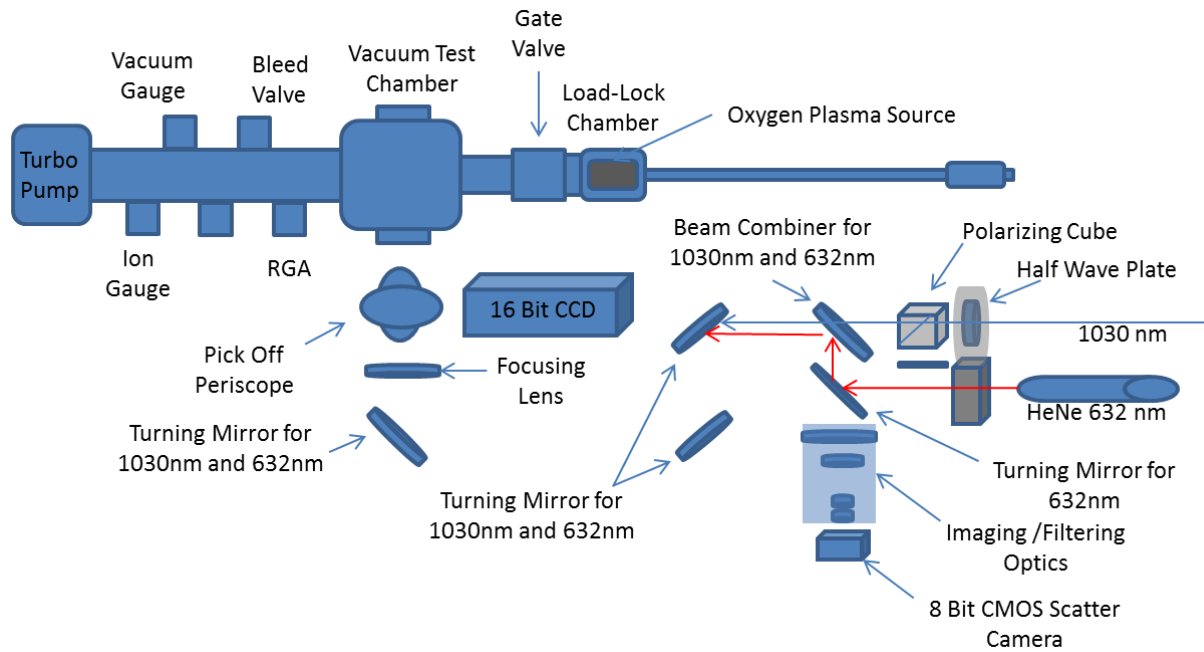 Gate
Valve
Vacuum
Gauge
Bleed
Valve
Vacuum Test
Chamber
Load-Lock
Chamber
Oxygen Plasma Source
Turbo
Pump
Ion
Gauge
RGA
Beam Combiner for
1030nm and 632nm
Polarizing Cube
Half Wave Plate
16 Bit CCD
1030 nm
Pick Off
Periscope
Focusing
Lens
HeNe 632 nm
Turning Mirror for
1030nm and 632nm
Turning Mirror for
1030nm and 632nm
Turning Mirror for
632nm
Imaging /Filtering
Optics
8 Bit CMOS Scatter
Camera